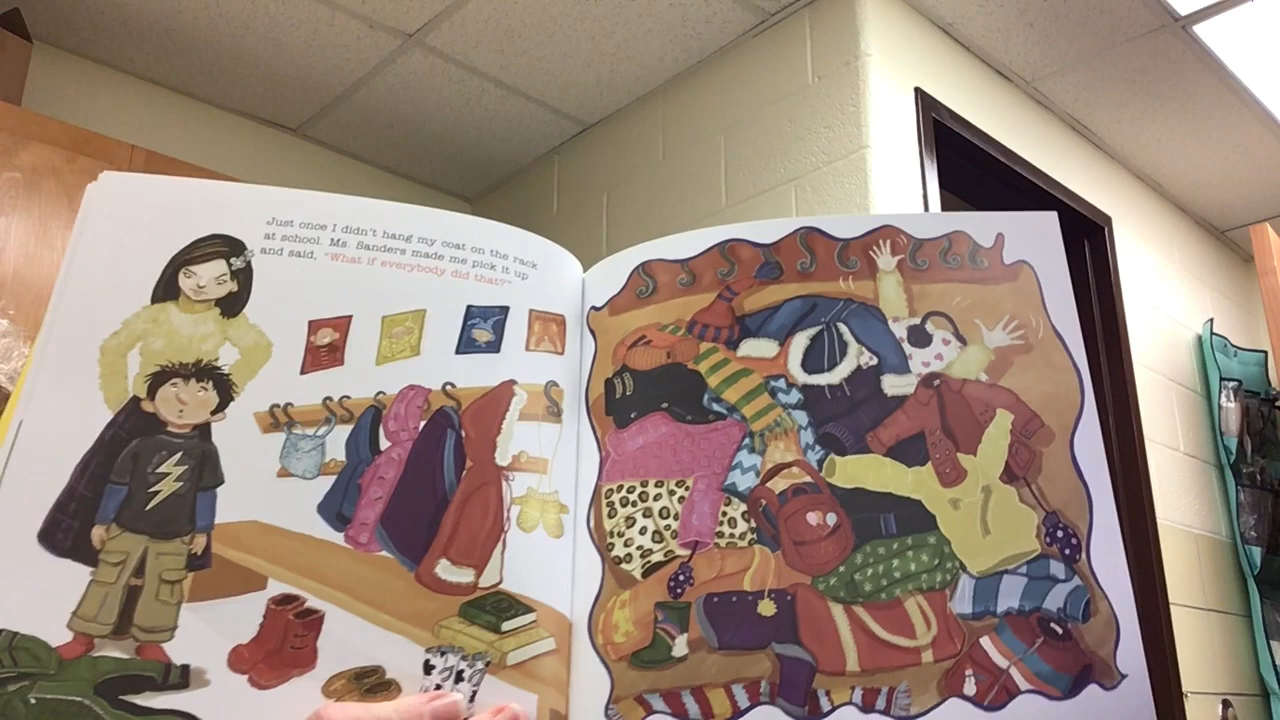 Just once I didn't hang my coat on the rack
at school. Ms. Sanders made me pick it up
and said, "What if everybody did that?"